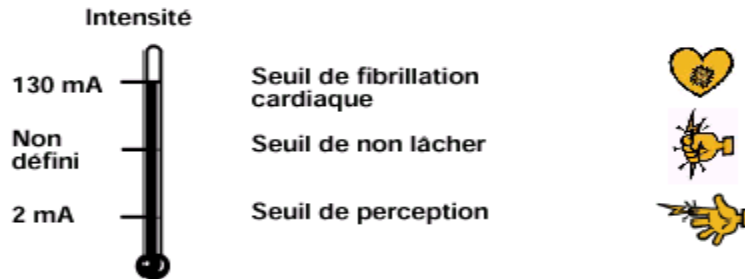 Intensité
130 mA
Seuil de fibrillation
cardiaque
Non
défini
Seuil de non lâcher
2 mA
Seuil de perception